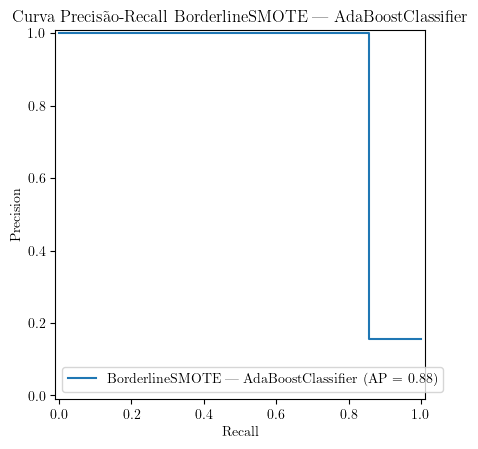 Curva Precisão-Recall BorderlineSMOTE — AdaBoostClassifier
1.0
0.8
0.6
0.4
0.2
0.0
Precision
BorderlineSMOTE — AdaBoostClassifier (AP = 0.88)
0.0 0.2 0.4 0.6 0.8 1.0
Recall